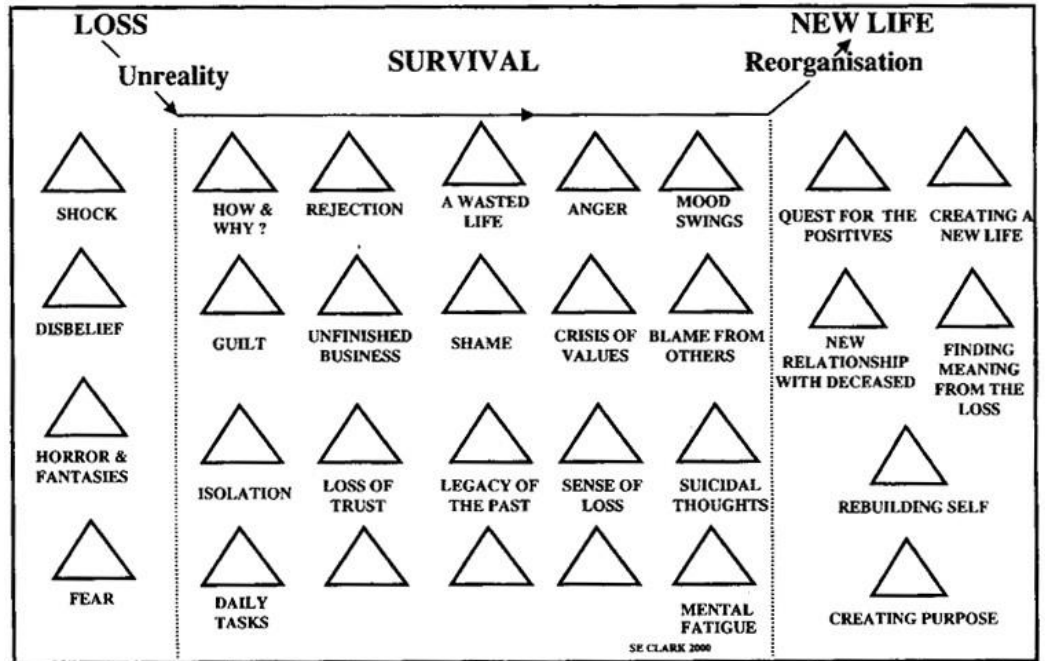 LOSS
NEW LIFE
Unreality
SURVIVAL
Reorganisation
SHOCK
DISBELIEF
HORROR &
FANTASIES
FEAR
HOW &
WHY ?
REJECTION
A WASTED
LIFE
ANGER
MOOD
SWINGS
GUILT
UNFINISHED
BUSINESS
SHAME
CRISIS OF
VALUES
BLAME FROM
OTHERS
ISOLATION
LOSS OF
TRUST
LEGACY OF
THE PAST
SENSE OF
LOSS
SUICIDAL
THOUGHTS
DAILY
TASKS
MENTAL
FATIGUE
QUEST FOR THE
POSITIVES
CREATING A
NEW LIFE
NEW
RELATIONSHIP
WITH DECEASED
FINDING
MEANING
FROM THE
LOSS
REBUILDING SELF
CREATING PURPOSE
SE CLARK 2000